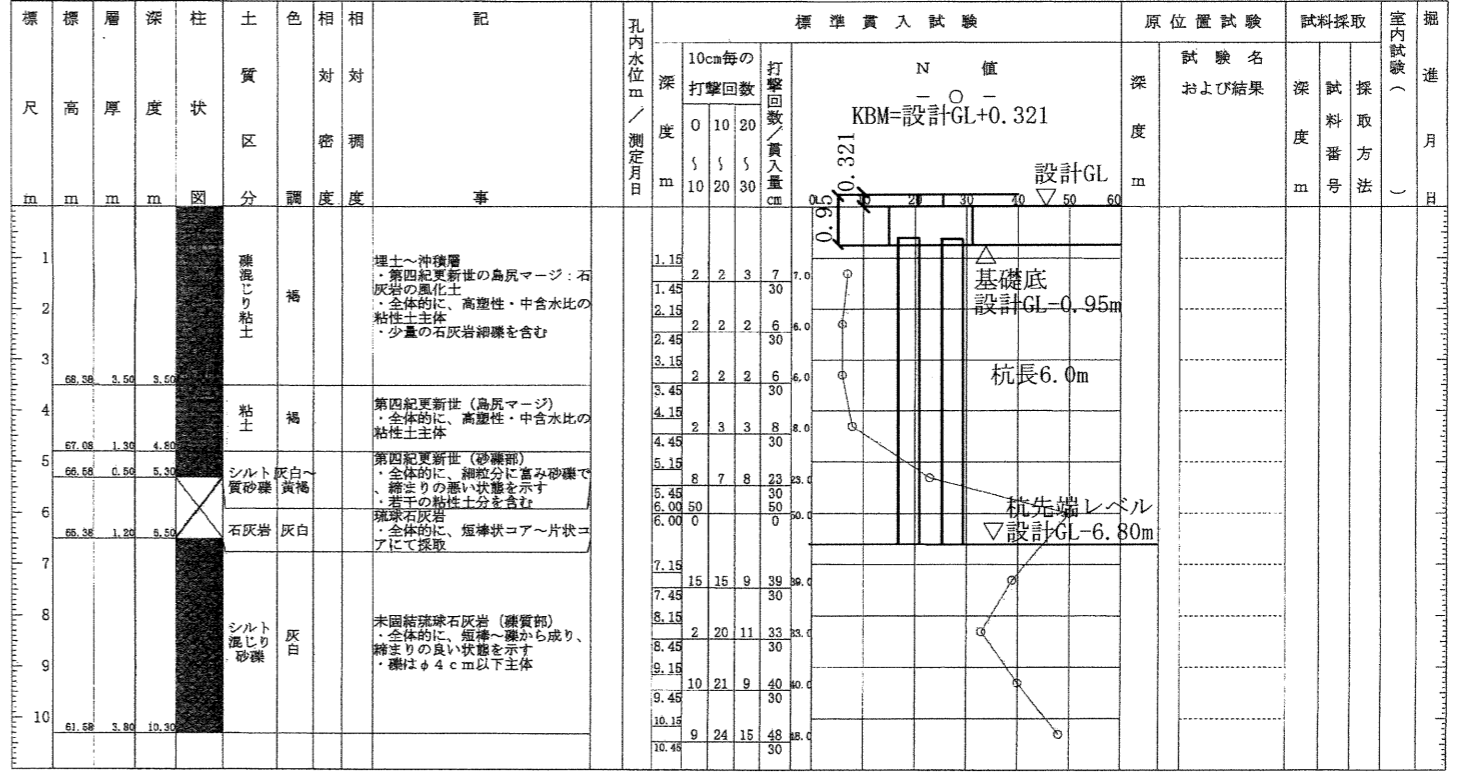 標尺 m
標高 m
層厚 m
深度 m
柱状図
土質区分
色調
相対密度
相対稠度
記事
孔内水位m／測定月日
標準貫入試験
深度 m
10cm毎の
打撃回数
0〜10
10〜20
20〜30
打撃回数／貫入量 cm
N 値
KBM=設計GL+0.321
0.321
設計GL
0 10 20 30 40 50 60
0.95
原位置試験
深度 m
試験名
および結果
試料採取
深度 m
試料番号
採取方法
室内試験（ ）
掘進月日
1
2
3
4
5
6
7
8
9
10
68.38 3.50 3.50
礫混じり粘土
褐
埋土〜沖積層
・第四紀更新世の島尻マージ：石
灰岩の風化土
・全体的に、高塑性・中含水比の
粘性土主体
・少量の石灰岩細礫を含む
67.08 1.30 4.80
粘土
褐
第四紀更新世（島尻マージ）
・全体的に、高塑性・中含水比の
粘性土主体
66.58 0.50 5.30
シルト
質砂礫
灰白〜
黄褐
第四紀更新世（砂礫部）
・全体的に、細粒分に富み砂礫で
、締まりの悪い状態を示す
・若干の粘性土分を含む
65.38 1.20 6.50
石灰岩
灰白
琉球石灰岩
・全体的に、短棒状コア〜片状コ
アにて採取
61.58 3.80 10.30
シルト
混じり
砂礫
灰白
未固結琉球石灰岩（礫質部）
・全体的に、短棒〜礫から成り、
締まりの良い状態を示す
・礫はφ４ｃｍ以下主体
1.15
2 2 3 7 7.0
1.45 30
2.15
2 2 2 6 6.0
2.45 30
3.15
2 2 2 6 6.0
3.45 30
4.15
2 3 3 8 8.0
4.45 30
5.15
8 7 8 23 23.0
5.45 30
6.00 50 50 50.0
6.00 0 0
7.15
15 15 9 39 39.0
7.45 30
8.15
2 20 11 33 33.0
8.45 30
9.15
10 21 9 40 40.0
9.45 30
10.15
9 24 15 48 48.0
10.45 30
基礎底
設計GL-0.95m
杭長6.0m
杭先端レベル
設計GL-6.80m